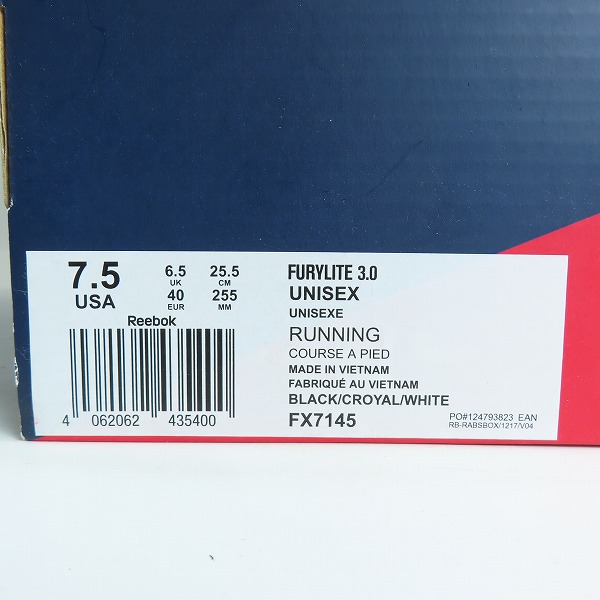 7.5
USA
6.5 25.5
UK CM
40 255
EUR MM
Reebok
4 062062 435400
FURYLITE 3.0
UNISEX
UNISEXE
RUNNING
COURSE A PIED
MADE IN VIETNAM
FABRIQUÉ AU VIETNAM
BLACK/CROYAL/WHITE
FX7145
PO#124793823 EAN
RB-RABSBOX/1217/V04